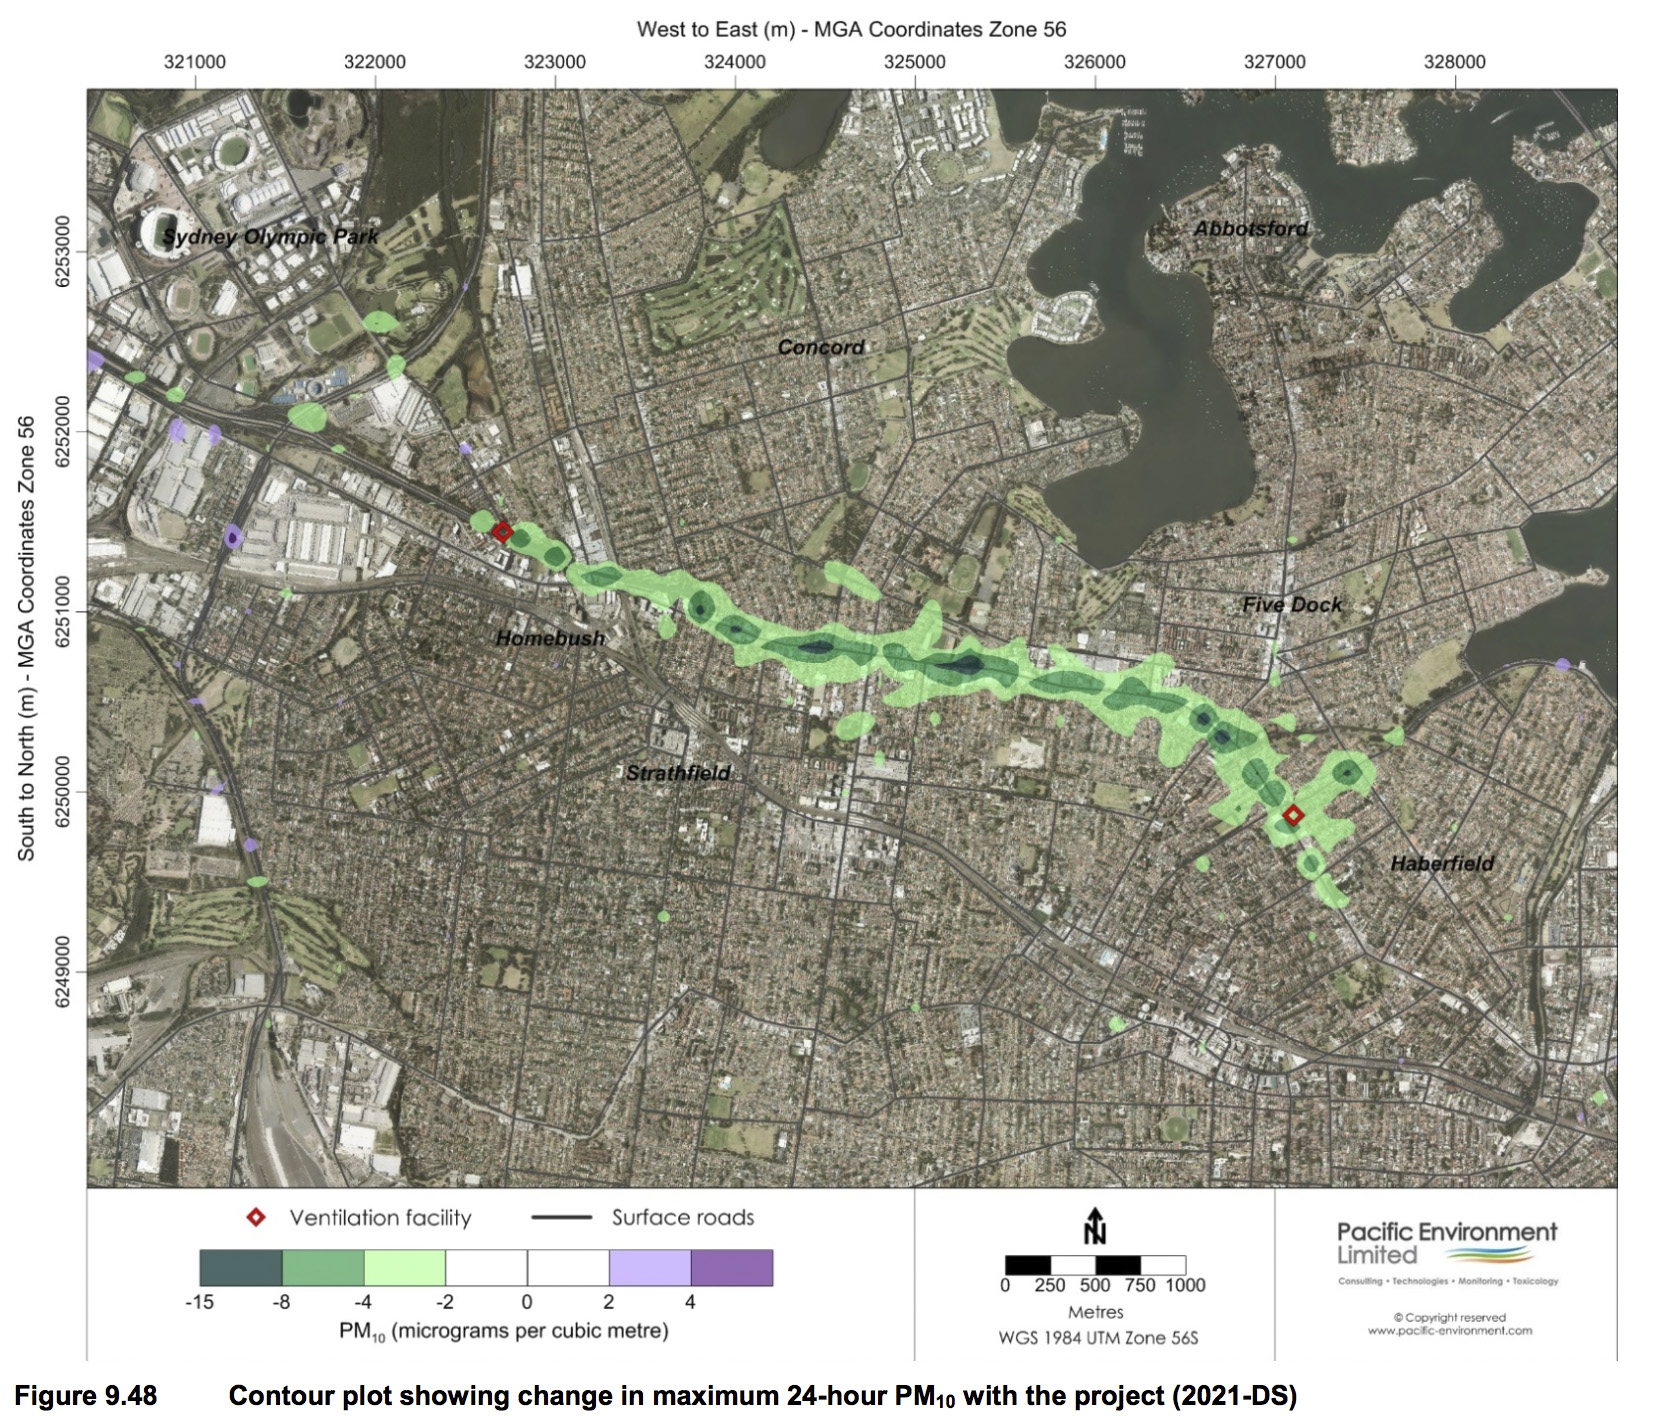 West to East (m) - MGA Coordinates Zone 56
321000 322000 323000 324000 325000 326000 327000 328000
South to North (m) - MGA Coordinates Zone 56
6253000
6252000
6251000
6250000
6249000
Sydney Olympic Park
Abbotsford
Concord
Five Dock
Homebush
Strathfield
Haberfield
Ventilation facility
Surface roads
-15 -8 -4 -2 0 2 4
PM10 (micrograms per cubic metre)
N
0 250 500 750 1000
Metres
WGS 1984 UTM Zone 56S
Pacific Environment
Limited
Consulting • Technologies • Monitoring • Toxicology
© Copyright reserved
www.pacific-environment.com
Figure 9.48 Contour plot showing change in maximum 24-hour PM10 with the project (2021-DS)